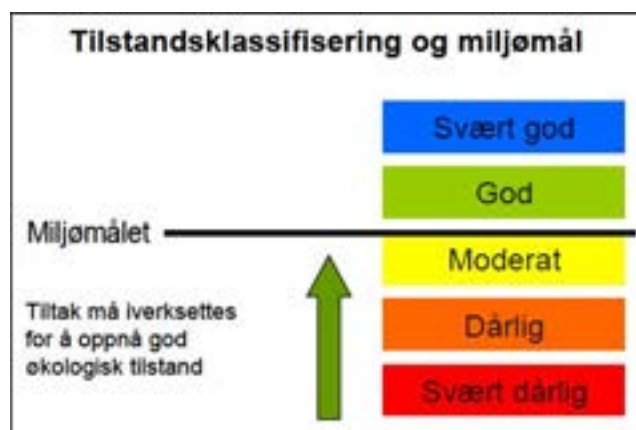 Tilstandsklassifisering og miljømål
Svært god
God
Miljømålet
Moderat
Tiltak må iverksettes
for å oppnå god
økologisk tilstand
Dårlig
Svært dårlig